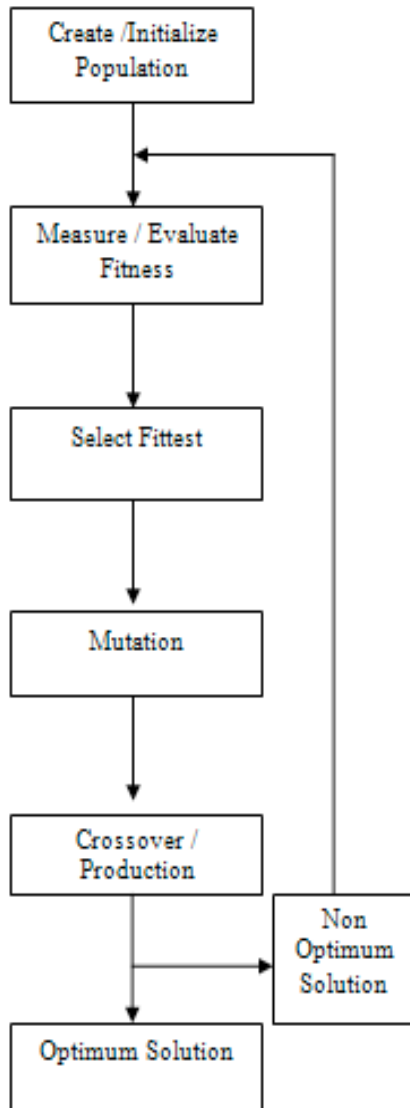 Create /Initialize
Population
Measure / Evaluate
Fitness
Select Fittest
Mutation
Crossover /
Production
Non
Optimum
Solution
Optimum Solution